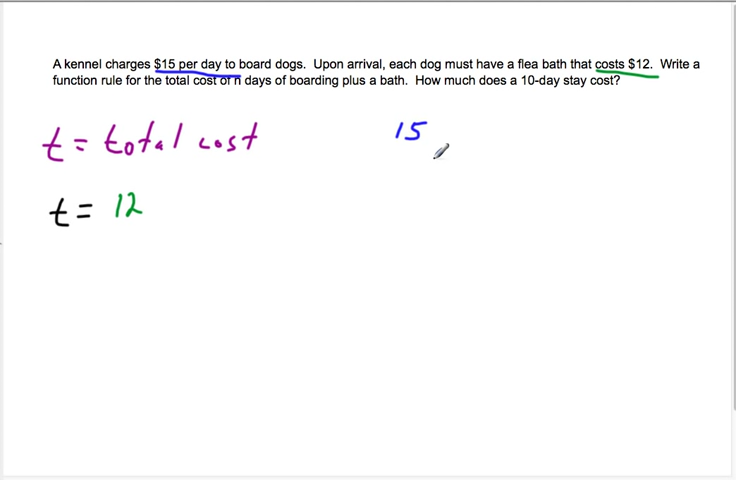 A kennel charges $15 per day to board dogs. Upon arrival, each dog must have a flea bath that costs $12. Write a
function rule for the total cost of n days of boarding plus a bath. How much does a 10-day stay cost?
t = total cost
15
t = 12